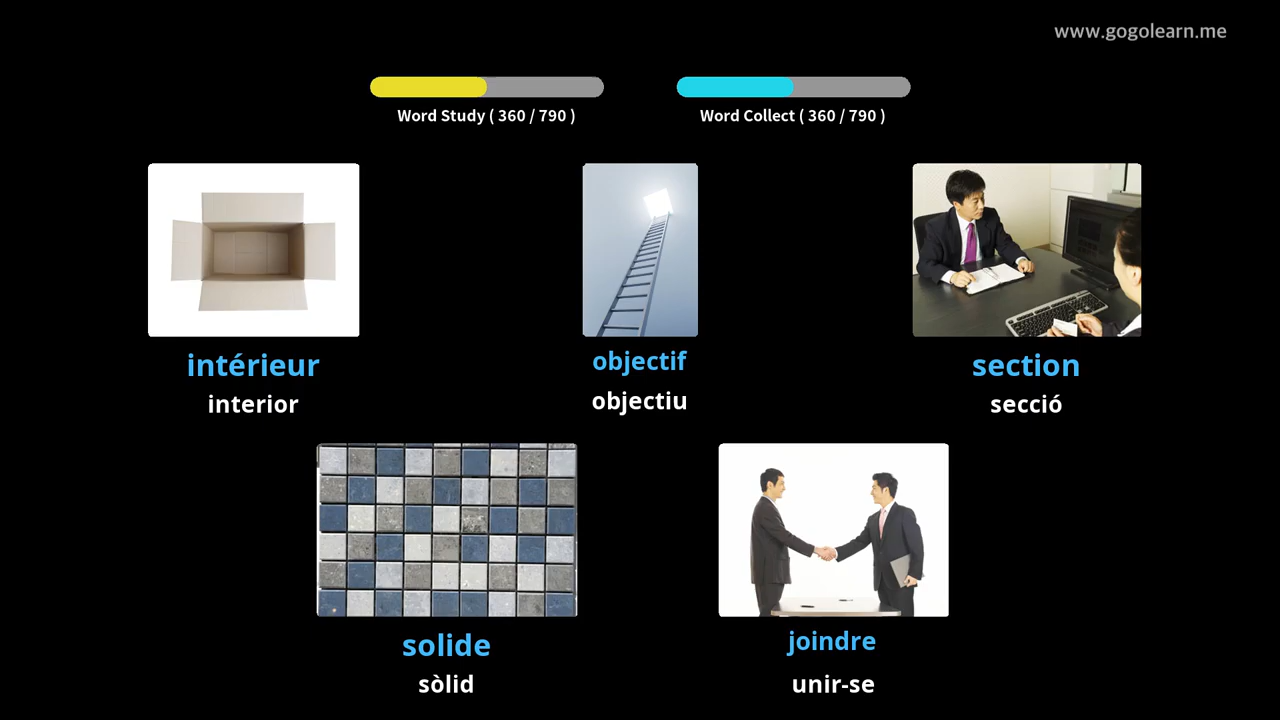 www.gogolearn.me
Word Study ( 360 / 790 )
Word Collect ( 360 / 790 )
intérieur
interior
objectif
objectiu
section
secció
solide
sòlid
joindre
unir-se